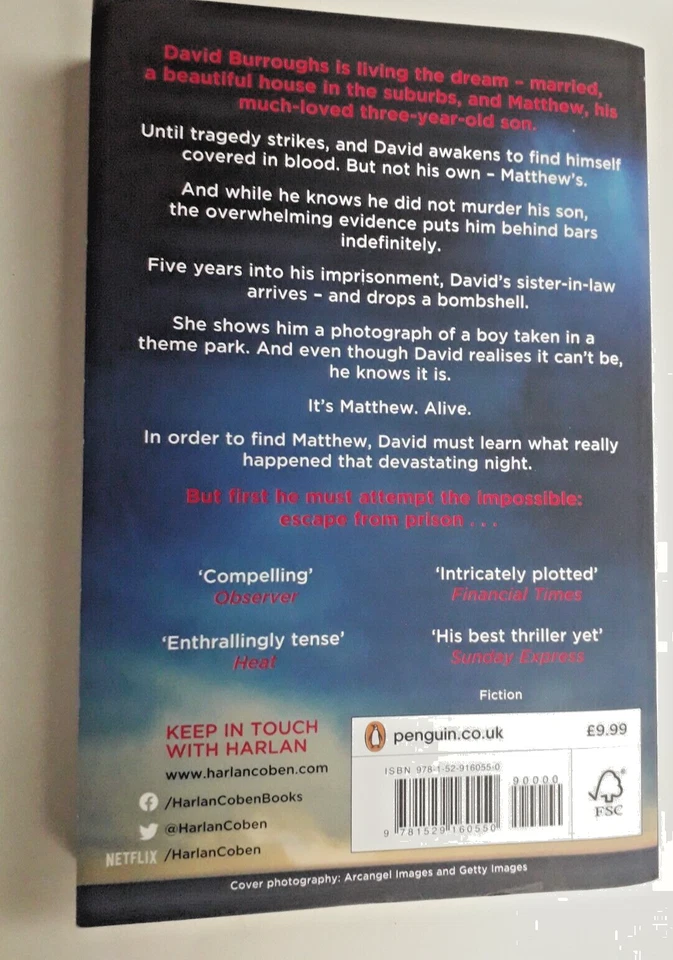 David Burroughs is living the dream – married,
a beautiful house in the suburbs, and Matthew, his
much-loved three-year-old son.
Until tragedy strikes, and David awakens to find himself
covered in blood. But not his own – Matthew's.
And while he knows he did not murder his son,
the overwhelming evidence puts him behind bars
indefinitely.
Five years into his imprisonment, David's sister-in-law
arrives – and drops a bombshell.
She shows him a photograph of a boy taken in a
theme park. And even though David realises it can't be,
he knows it is.
It's Matthew. Alive.
In order to find Matthew, David must learn what really
happened that devastating night.
But first he must attempt the impossible:
escape from prison . . .
'Compelling'
Observer
'Intricately plotted'
Financial Times
'Enthrallingly tense'
Heat
'His best thriller yet'
Sunday Express
Fiction
KEEP IN TOUCH
WITH HARLAN
www.harlancoben.com
/HarlanCobenBooks
@HarlanCoben
NETFLIX /HarlanCoben
penguin.co.uk
£9.99
ISBN 978-1-52-916055-0
90000
9 781529 160550
FSC
Cover photography: Arcangel Images and Getty Images